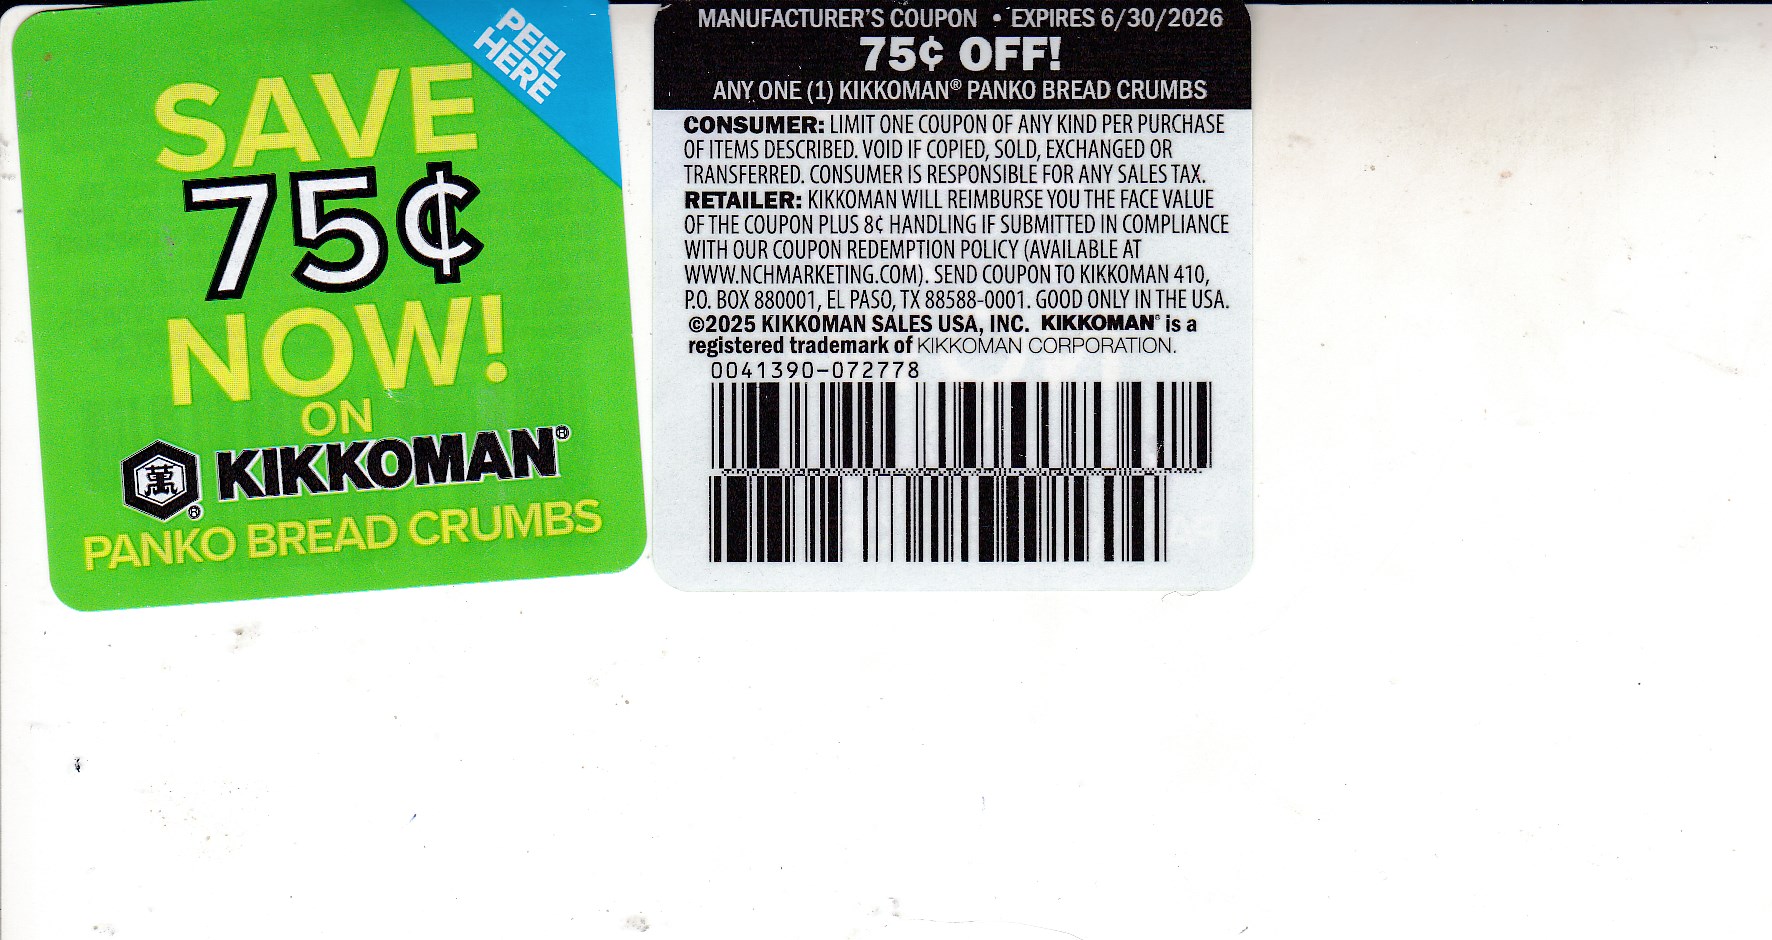 SAVE
75¢
NOW!
ON
萬 KIKKOMAN®
®
PANKO BREAD CRUMBS
PEEL
HERE
MANUFACTURER'S COUPON • EXPIRES 6/30/2026
75¢ OFF!
ANY ONE (1) KIKKOMAN® PANKO BREAD CRUMBS
CONSUMER: LIMIT ONE COUPON OF ANY KIND PER PURCHASE
OF ITEMS DESCRIBED. VOID IF COPIED, SOLD, EXCHANGED OR
TRANSFERRED. CONSUMER IS RESPONSIBLE FOR ANY SALES TAX.
RETAILER: KIKKOMAN WILL REIMBURSE YOU THE FACE VALUE
OF THE COUPON PLUS 8¢ HANDLING IF SUBMITTED IN COMPLIANCE
WITH OUR COUPON REDEMPTION POLICY (AVAILABLE AT
WWW.NCHMARKETING.COM). SEND COUPON TO KIKKOMAN 410,
P.O. BOX 880001, EL PASO, TX 88588-0001. GOOD ONLY IN THE USA.
©2025 KIKKOMAN SALES USA, INC. KIKKOMAN® is a
registered trademark of KIKKOMAN CORPORATION.
0041390-072778